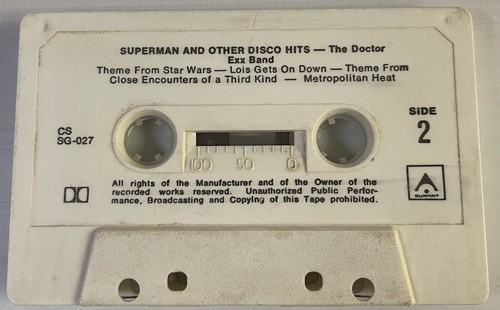 SUPERMAN AND OTHER DISCO HITS — The Doctor
Exx Band
Theme From Star Wars — Lois Gets On Down — Theme From
Close Encounters of a Third Kind — Metropolitan Heat
CS
SG-027
SIDE
2
100 50 0
All rights of the Manufacturer and of the Owner of the
recorded works reserved. Unauthorized Public Perfor-
mance, Broadcasting and Copying of this Tape prohibited.
SUMMIT